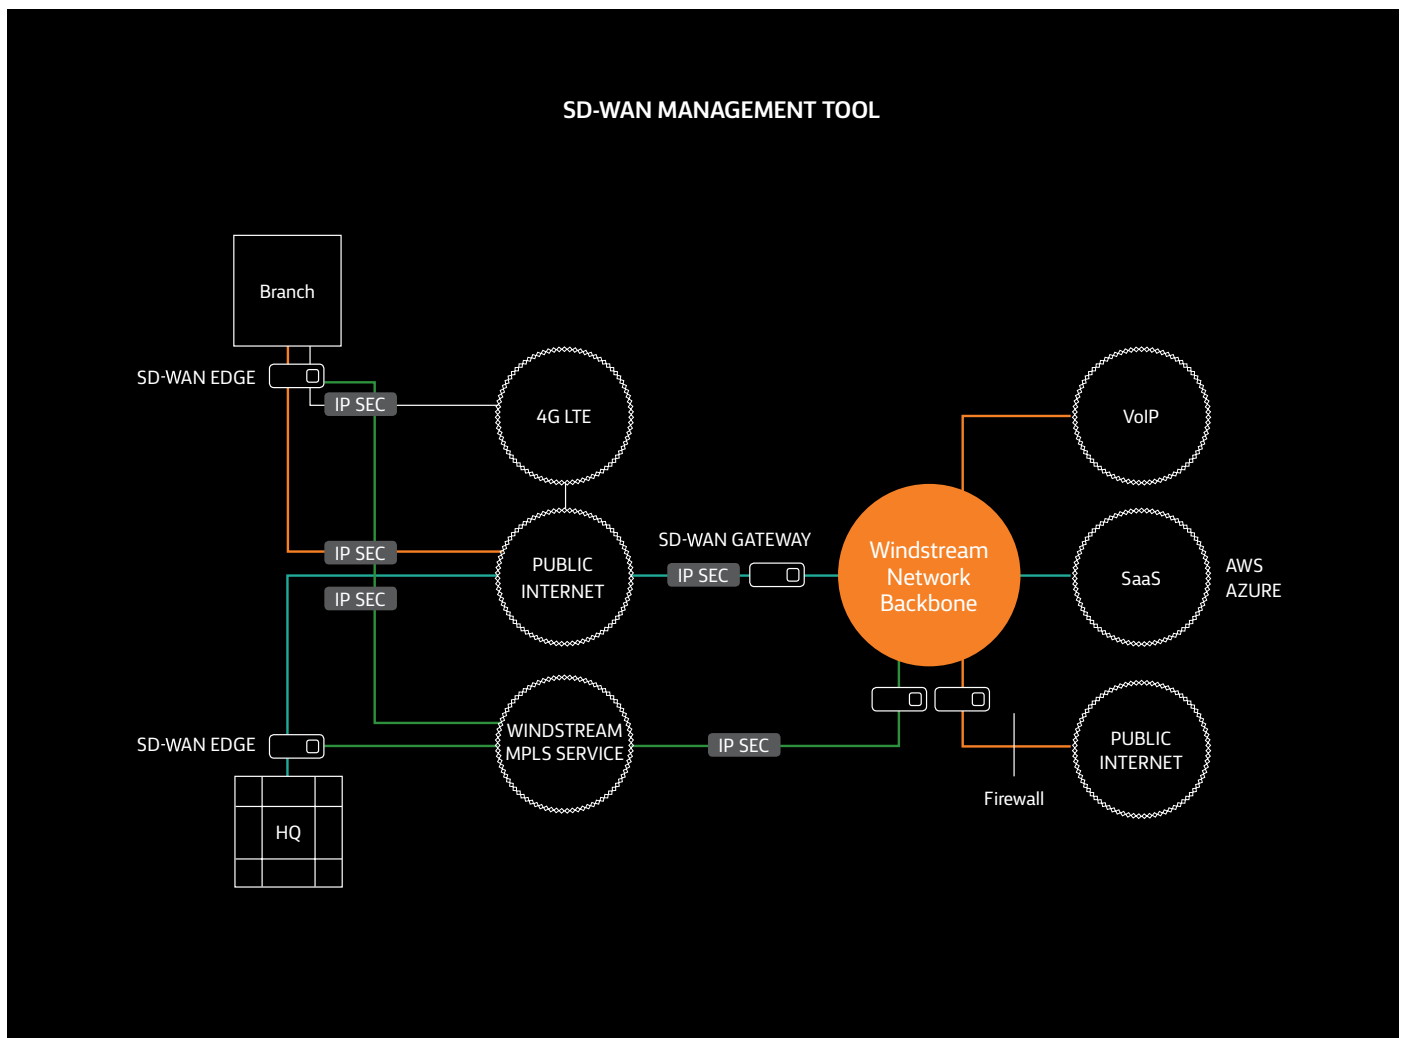 SD-WAN MANAGEMENT TOOL
Branch
SD-WAN EDGE
IP SEC
4G LTE
VoIP
IP SEC
PUBLIC
INTERNET
SD-WAN GATEWAY
IP SEC
Windstream
Network
Backbone
SaaS
AWS
AZURE
IP SEC
SD-WAN EDGE
WINDSTREAM
MPLS SERVICE
IP SEC
PUBLIC
INTERNET
Firewall
HQ